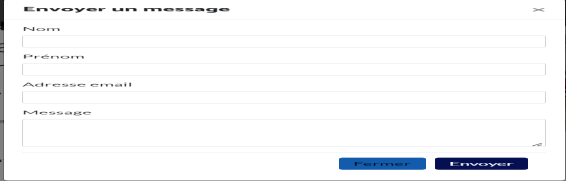 Envoyer un message
Nom
Prénom
Adresse email
Message
Fermer
Envoyer